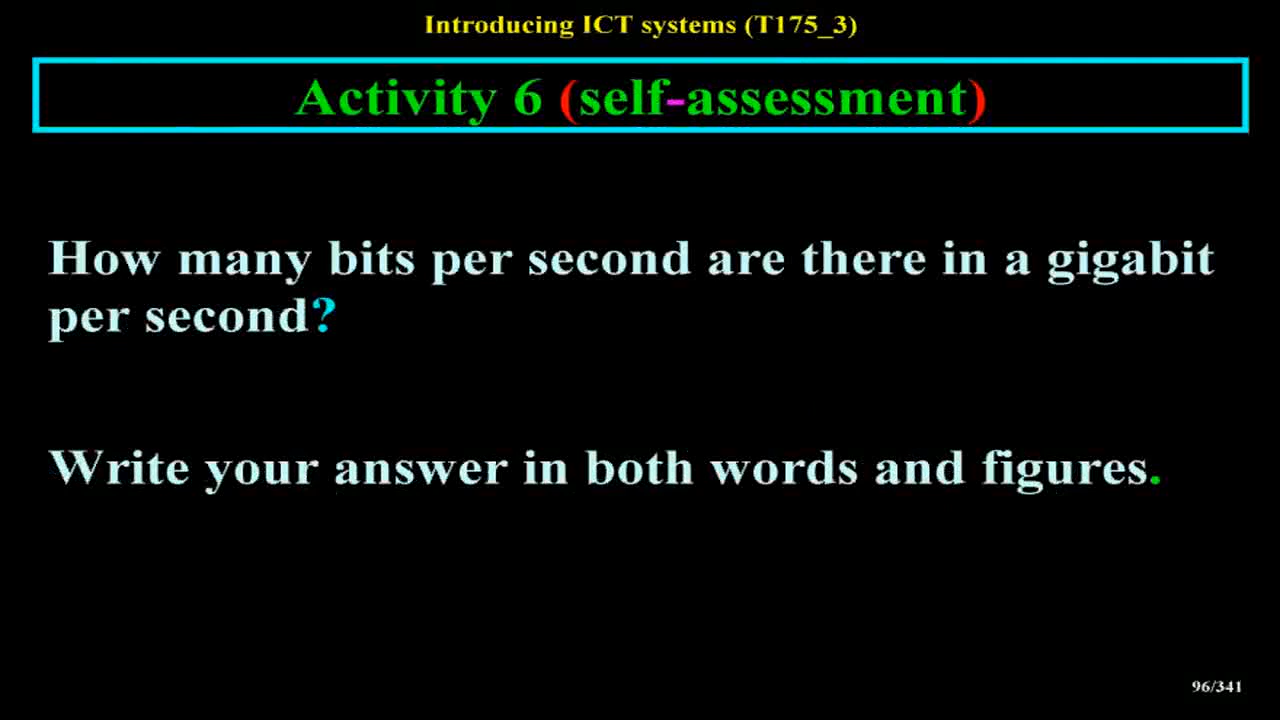 Introducing ICT systems (T175_3)
Activity 6 (self-assessment)
How many bits per second are there in a gigabit
per second?
Write your answer in both words and figures.
96/341